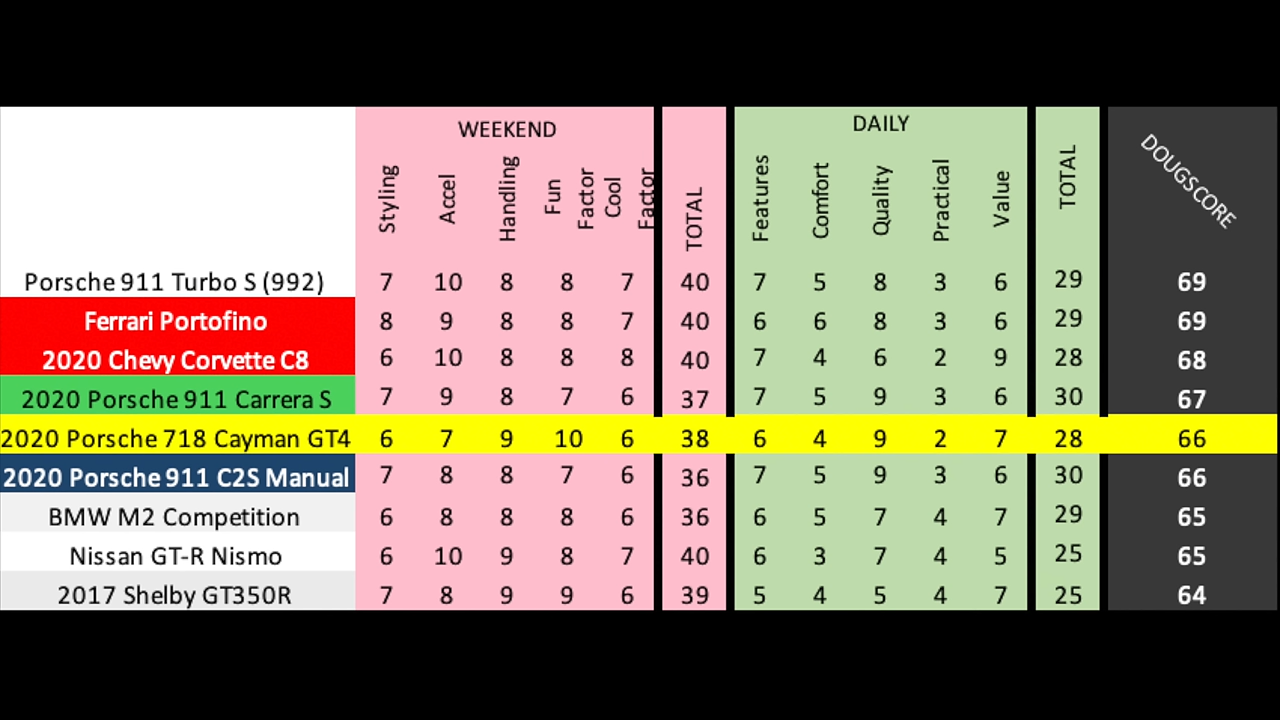 WEEKEND DAILY
Styling Accel Handling Fun Factor Cool Factor TOTAL Features Comfort Quality Practical Value TOTAL DOUGSCORE
Porsche 911 Turbo S (992) 7 10 8 8 7 40 7 5 8 3 6 29 69
Ferrari Portofino 8 9 8 8 7 40 6 6 8 3 6 29 69
2020 Chevy Corvette C8 6 10 8 8 8 40 7 4 6 2 9 28 68
2020 Porsche 911 Carrera S 7 9 8 7 6 37 7 5 9 3 6 30 67
2020 Porsche 718 Cayman GT4 6 7 9 10 6 38 6 4 9 2 7 28 66
2020 Porsche 911 C2S Manual 7 8 8 7 6 36 7 5 9 3 6 30 66
BMW M2 Competition 6 8 8 8 6 36 6 5 7 4 7 29 65
Nissan GT-R Nismo 6 10 9 8 7 40 6 3 7 4 5 25 65
2017 Shelby GT350R 7 8 9 9 6 39 5 4 5 4 7 25 64